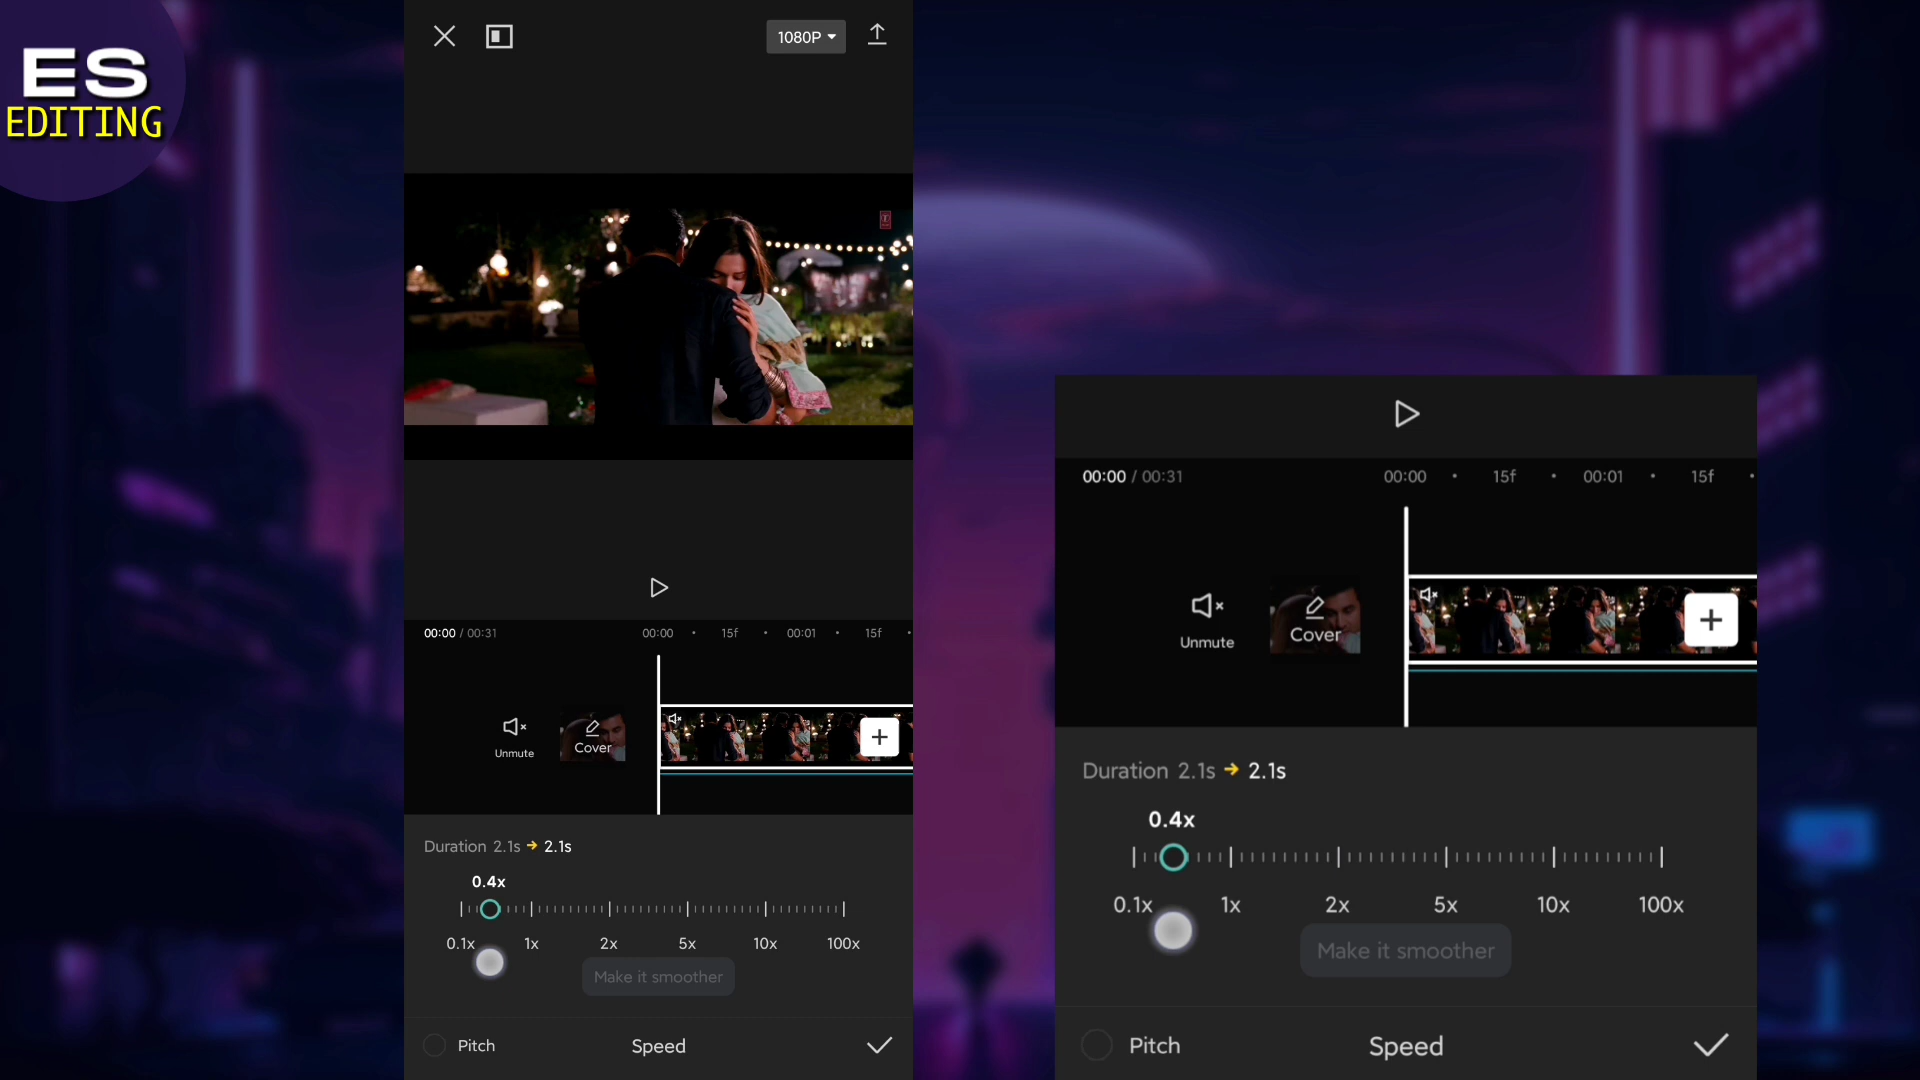 ES
EDITING
1080P
00:00 / 00:31
00:00
15f
00:01
15f
Unmute
Cover
Duration 2.1s → 2.1s
0.4x
0.1x
1x
2x
5x
10x
100x
Make it smoother
Pitch
Speed
00:00 / 00:31
00:00
15f
00:01
15f
Unmute
Cover
Duration 2.1s → 2.1s
0.4x
0.1x
1x
2x
5x
10x
100x
Make it smoother
Pitch
Speed